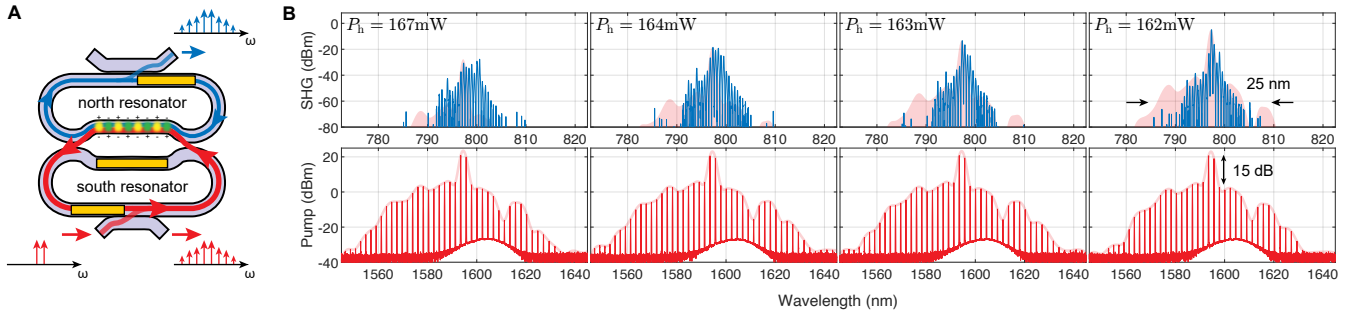 A
ω
north resonator
south resonator
ω
ω
B
P_h = 167mW
P_h = 164mW
P_h = 163mW
P_h = 162mW
SHG (dBm)
0
-20
-40
-60
-80
25 nm
780 790 800 810 820
780 790 800 810 820
780 790 800 810 820
780 790 800 810 820
Pump (dBm)
20
0
-20
-40
15 dB
1560 1580 1600 1620 1640
1560 1580 1600 1620 1640
1560 1580 1600 1620 1640
1560 1580 1600 1620 1640
Wavelength (nm)